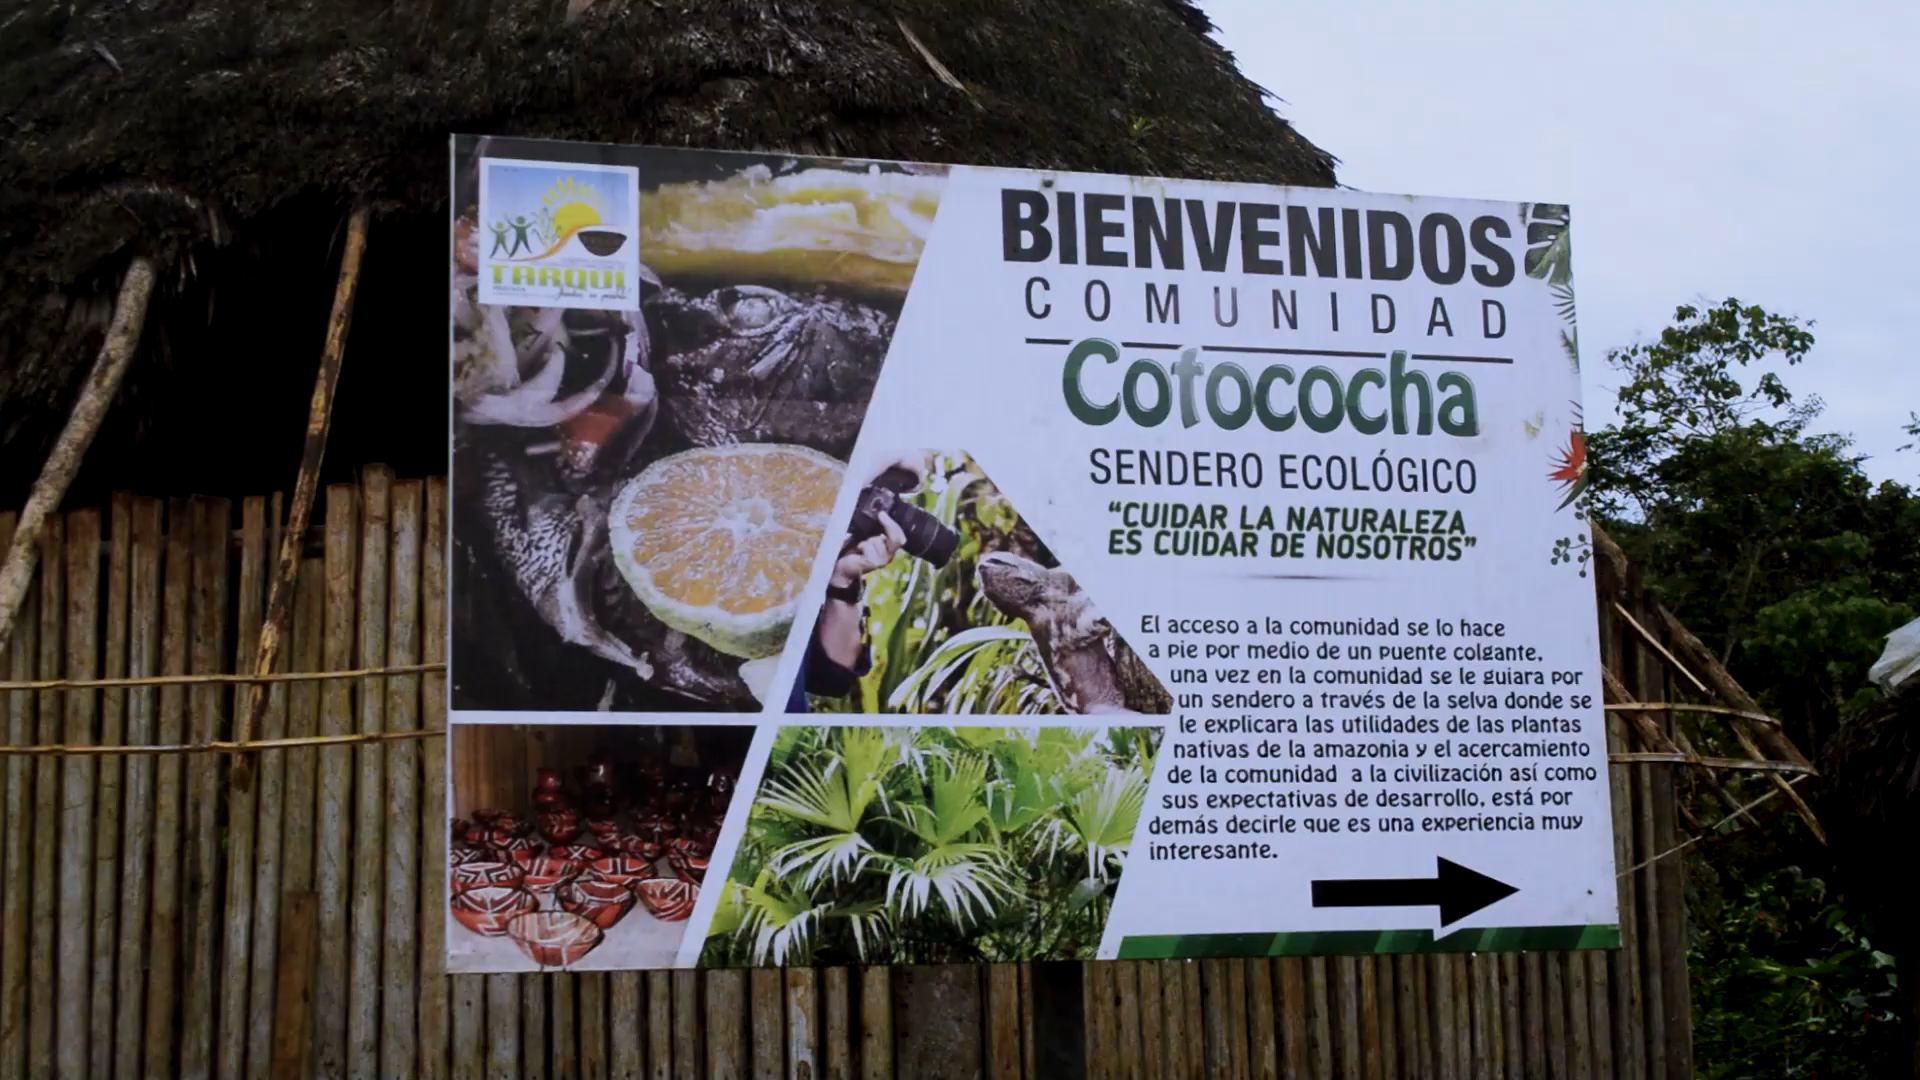 TARQUI
BIENVENIDOS
COMUNIDAD
Cotococha
SENDERO ECOLÓGICO
“CUIDAR LA NATURALEZA
ES CUIDAR DE NOSOTROS”
El acceso a la comunidad se lo hace
a pie por medio de un puente colgante,
una vez en la comunidad se le guiara por
un sendero a través de la selva donde se
le explicara las utilidades de las plantas
nativas de la amazonia y el acercamiento
de la comunidad a la civilización así como
sus expectativas de desarrollo, está por
demás decirle que es una experiencia muy
interesante.